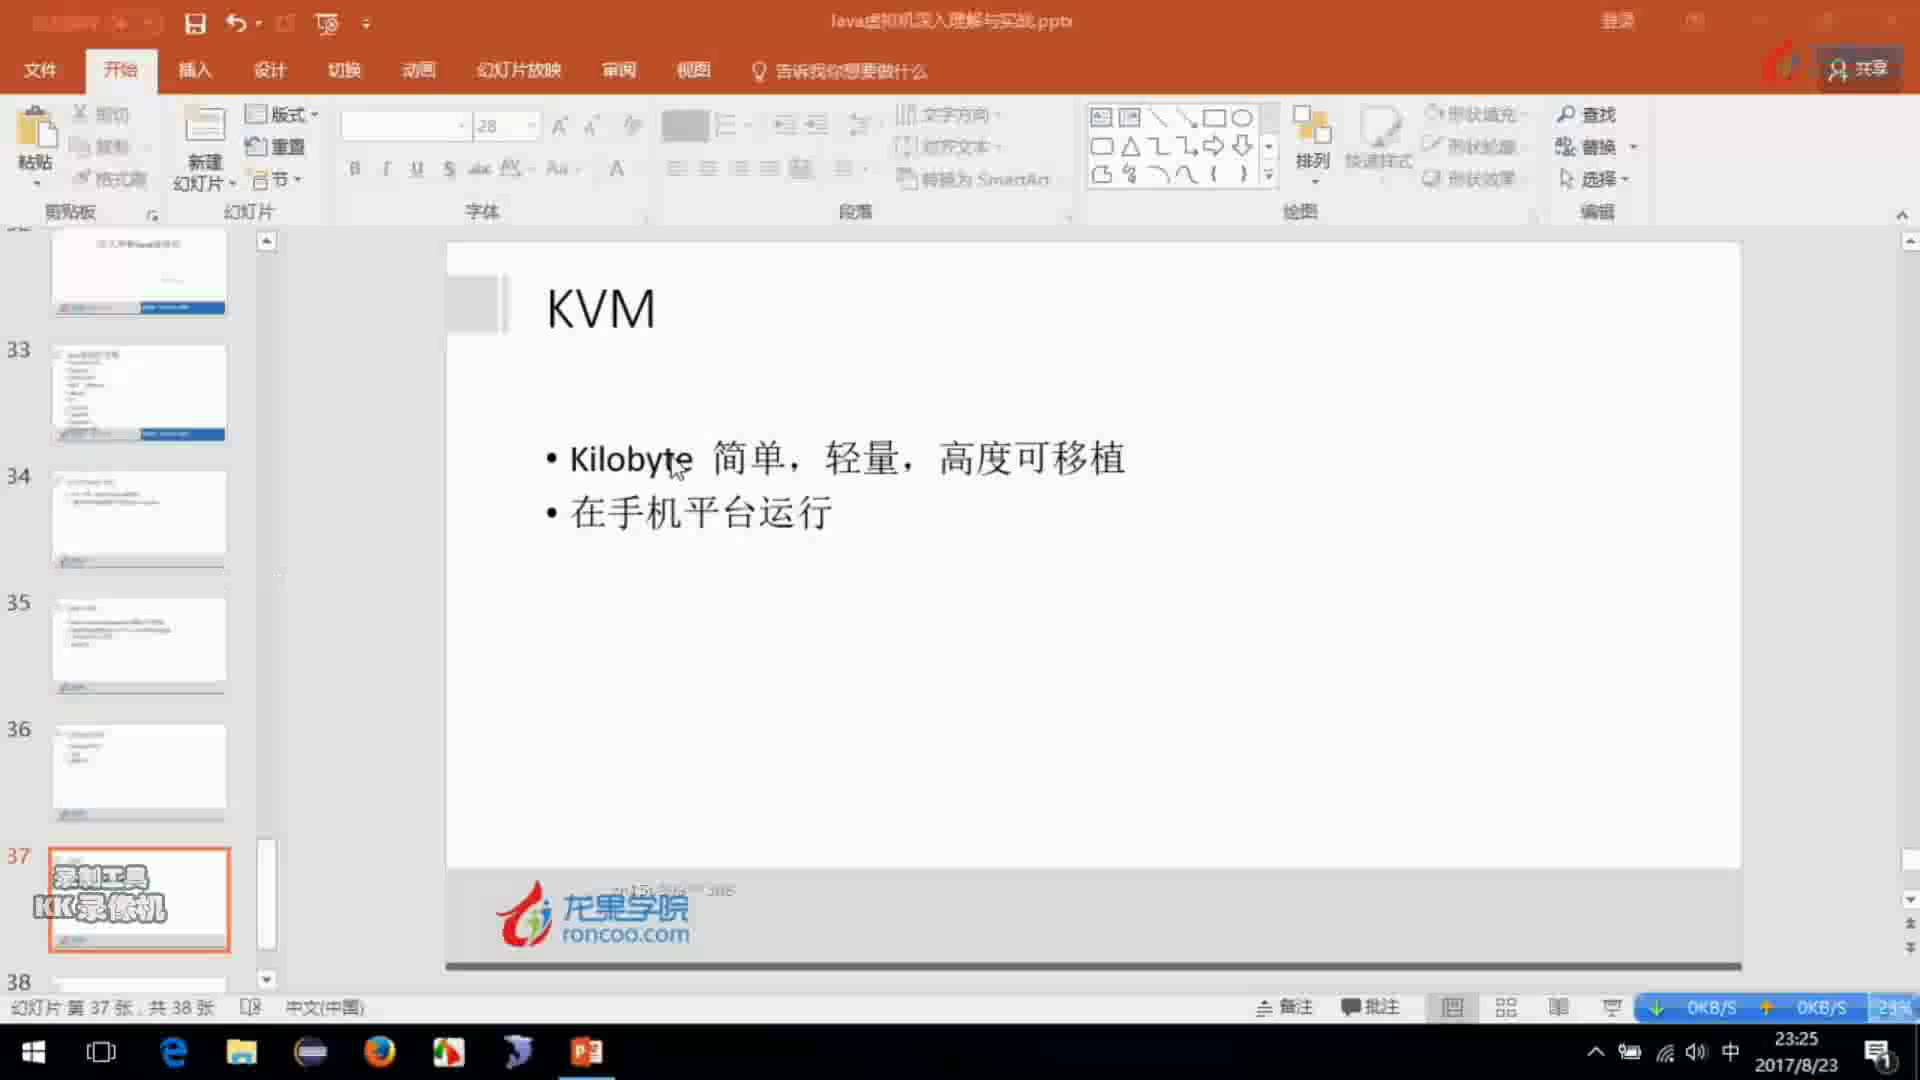 Java虚拟机深入理解与实战.pptx
登录
文件 开始 插入 设计 切换 动画 幻灯片放映 审阅 视图 告诉我你想要做什么 共享
粘贴 剪切 复制 格式刷
新建 幻灯片 版式 重置 节
28
文字方向
对齐文本
转换为 SmartArt
排列 快速样式
形状填充
形状轮廓
形状效果
查找
替换
选择
剪贴板 幻灯片 字体 段落 绘图 编辑
33
34
35
36
37
38
录制工具
KK录像机
KVM
• Kilobyte 简单，轻量，高度可移植
• 在手机平台运行
龙果学院
roncoo.com
幻灯片 第 37 张，共 38 张 中文(中国)
备注 批注
0KB/S 0KB/S
中
23:25
2017/8/23